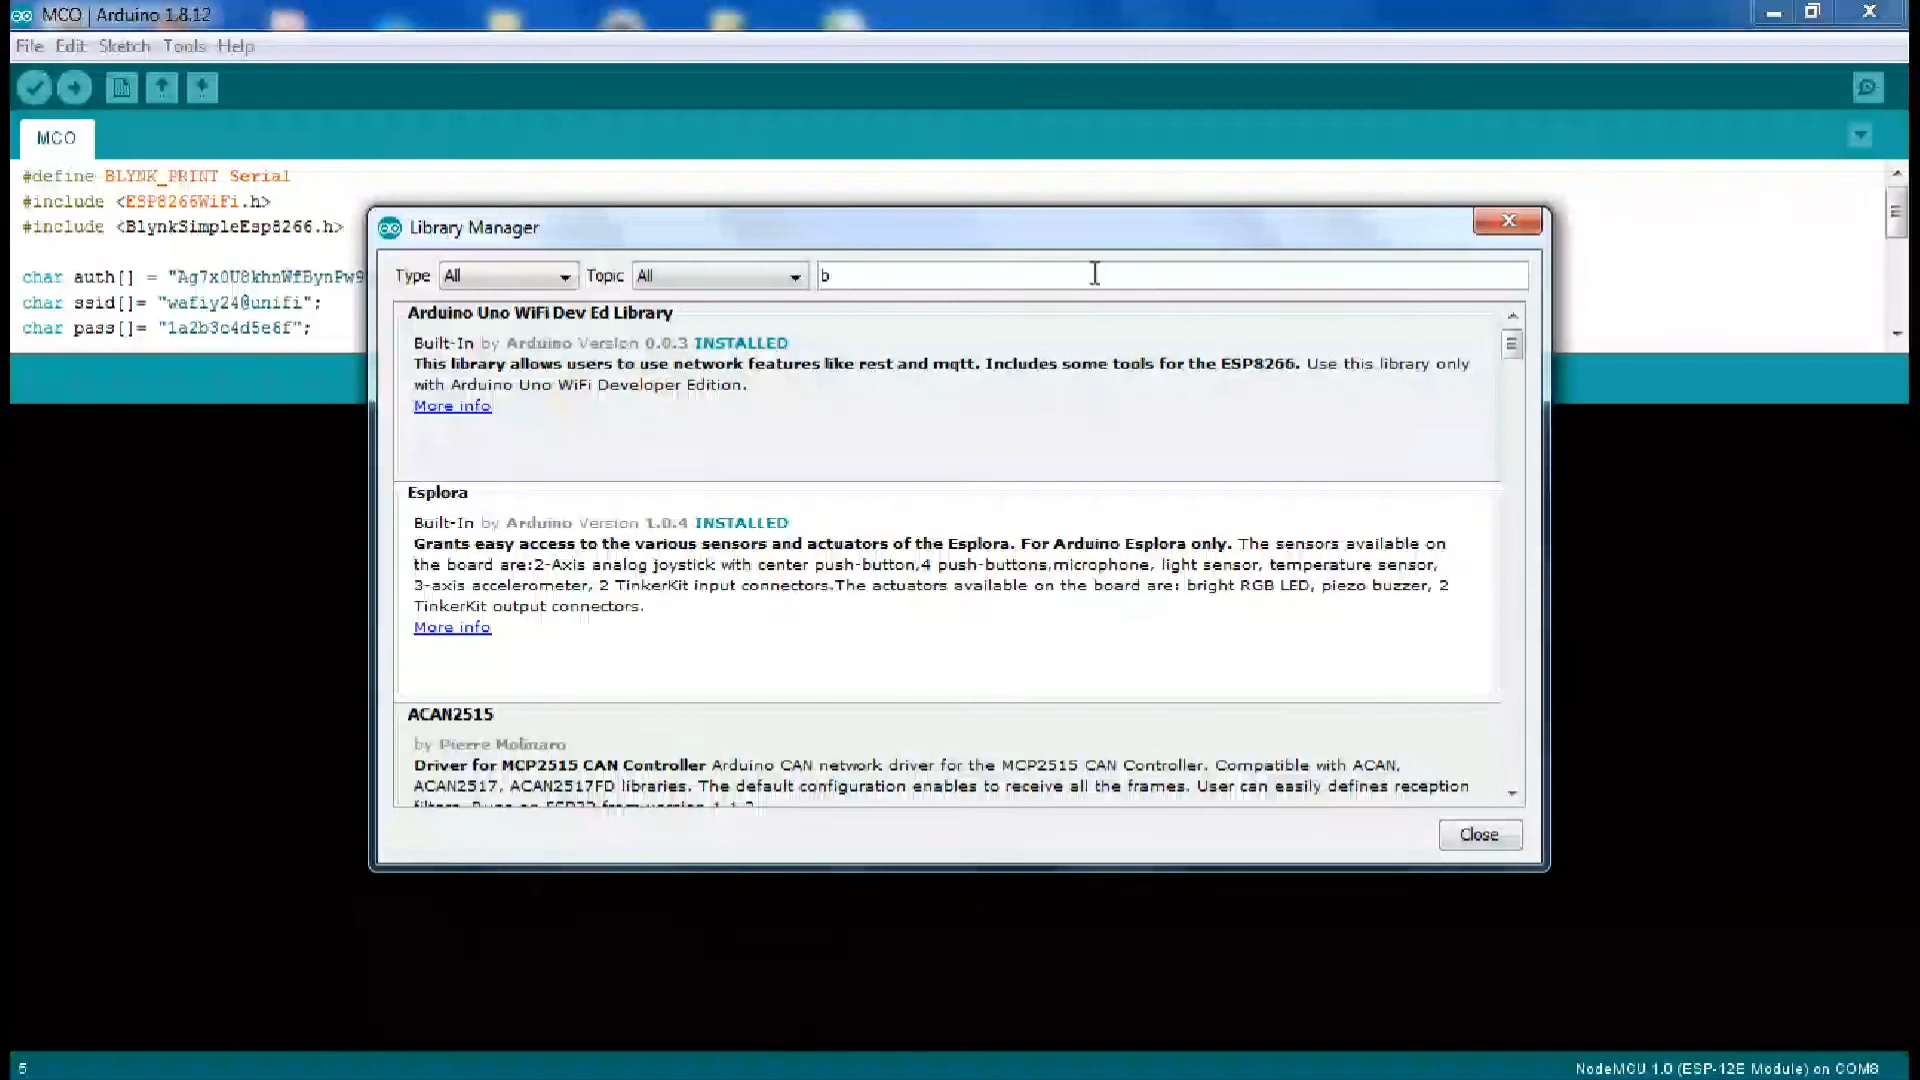 MCO | Arduino 1.8.12
File Edit Sketch Tools Help
MCO
#define BLYNK_PRINT Serial
#include <ESP8266WiFi.h>
#include <BlynkSimpleEsp8266.h>
char auth[] = "Ag7x0U8khnWfBynPw9
char ssid[]= "wafiy24@unifi";
char pass[]= "1a2b3c4d5e6f";
Library Manager
Type All Topic All b
Arduino Uno WiFi Dev Ed Library
Built-In by Arduino Version 0.0.3 INSTALLED
This library allows users to use network features like rest and mqtt. Includes some tools for the ESP8266. Use this library only
with Arduino Uno WiFi Developer Edition.
More info
Esplora
Built-In by Arduino Version 1.0.4 INSTALLED
Grants easy access to the various sensors and actuators of the Esplora. For Arduino Esplora only. The sensors available on
the board are:2-Axis analog joystick with center push-button,4 push-buttons,microphone, light sensor, temperature sensor,
3-axis accelerometer, 2 TinkerKit input connectors.The actuators available on the board are: bright RGB LED, piezo buzzer, 2
TinkerKit output connectors.
More info
ACAN2515
by Pierre Molinaro
Driver for MCP2515 CAN Controller Arduino CAN network driver for the MCP2515 CAN Controller. Compatible with ACAN,
ACAN2517, ACAN2517FD libraries. The default configuration enables to receive all the frames. User can easily defines reception
filters. Runs on ESP32 from version 1.1.2
Close
5
NodeMCU 1.0 (ESP-12E Module) on COM8